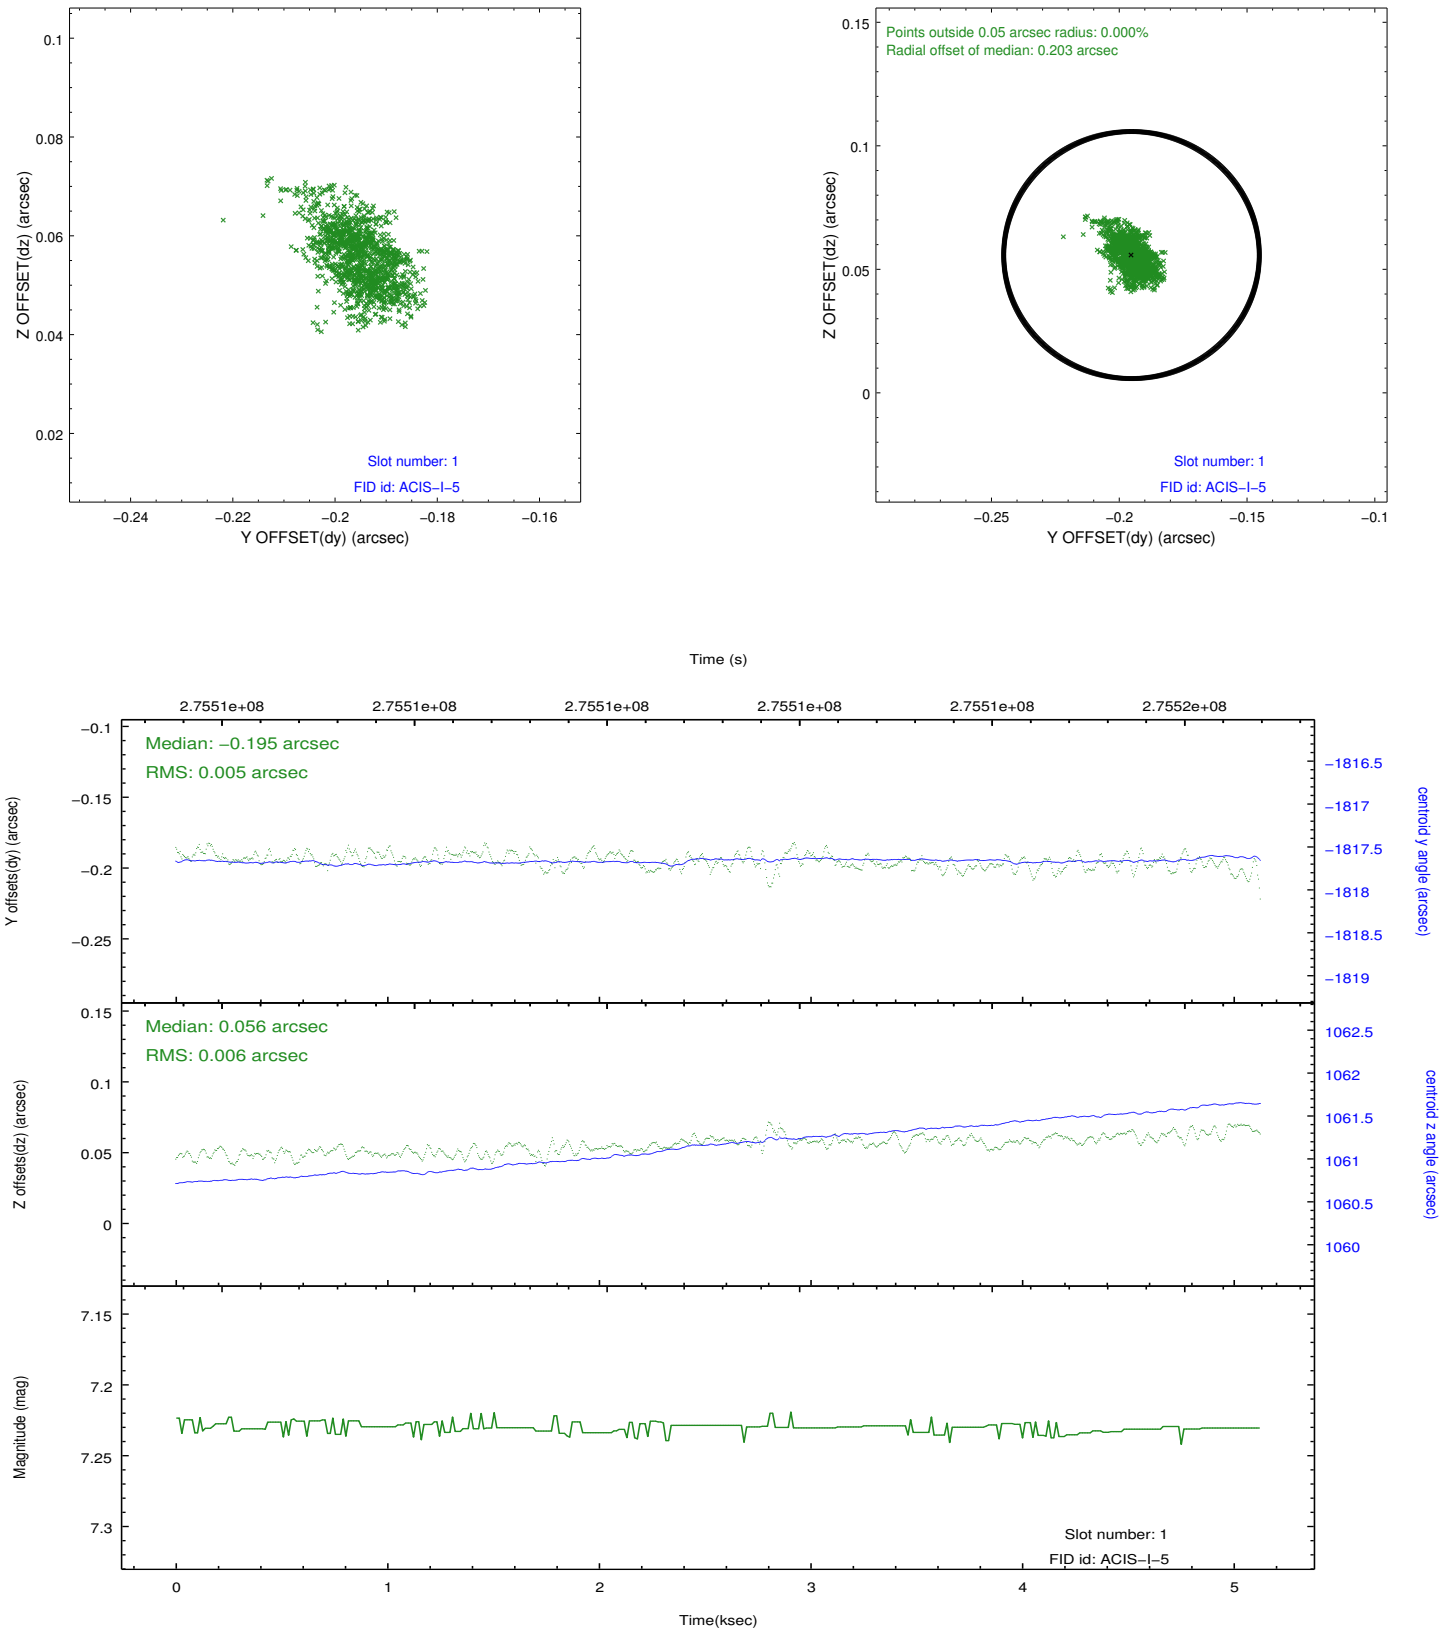 0.1
0.08
0.06
0.04
0.02
Z OFFSET(dz) (arcsec)
Slot number: 1
FID id: ACIS−I−5
−0.24 −0.22 −0.2 −0.18 −0.16
Y OFFSET(dy) (arcsec)
Points outside 0.05 arcsec radius: 0.000%
Radial offset of median: 0.203 arcsec
0.15
0.1
0.05
0
Z OFFSET(dz) (arcsec)
Slot number: 1
FID id: ACIS−I−5
−0.25 −0.2 −0.15 −0.1
Y OFFSET(dy) (arcsec)
Time (s)
2.7551e+08 2.7551e+08 2.7551e+08 2.7551e+08 2.7551e+08 2.7552e+08
Median: −0.195 arcsec
RMS: 0.005 arcsec
−0.1
−0.15
−0.2
−0.25
Y offsets(dy) (arcsec)
−1816.5
−1817
−1817.5
−1818
−1818.5
−1819
centroid y angle (arcsec)
Median: 0.056 arcsec
RMS: 0.006 arcsec
0.15
0.1
0.05
0
Z offsets(dz) (arcsec)
1062.5
1062
1061.5
1061
1060.5
1060
centroid z angle (arcsec)
7.15
7.2
7.25
7.3
Magnitude (mag)
Slot number: 1
FID id: ACIS−I−5
0 1 2 3 4 5
Time(ksec)